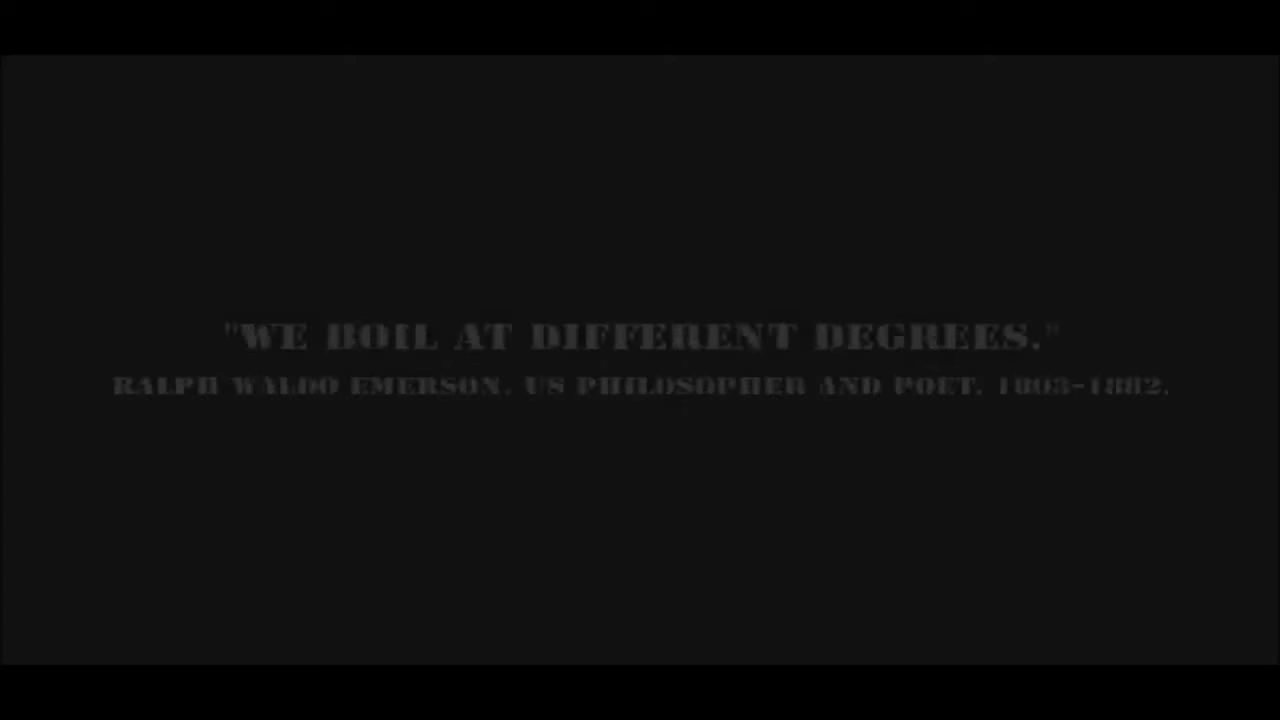 "WE BOIL AT DIFFERENT DEGREES."
RALPH WALDO EMERSON. US PHILOSOPHER AND POET. 1803-1882.